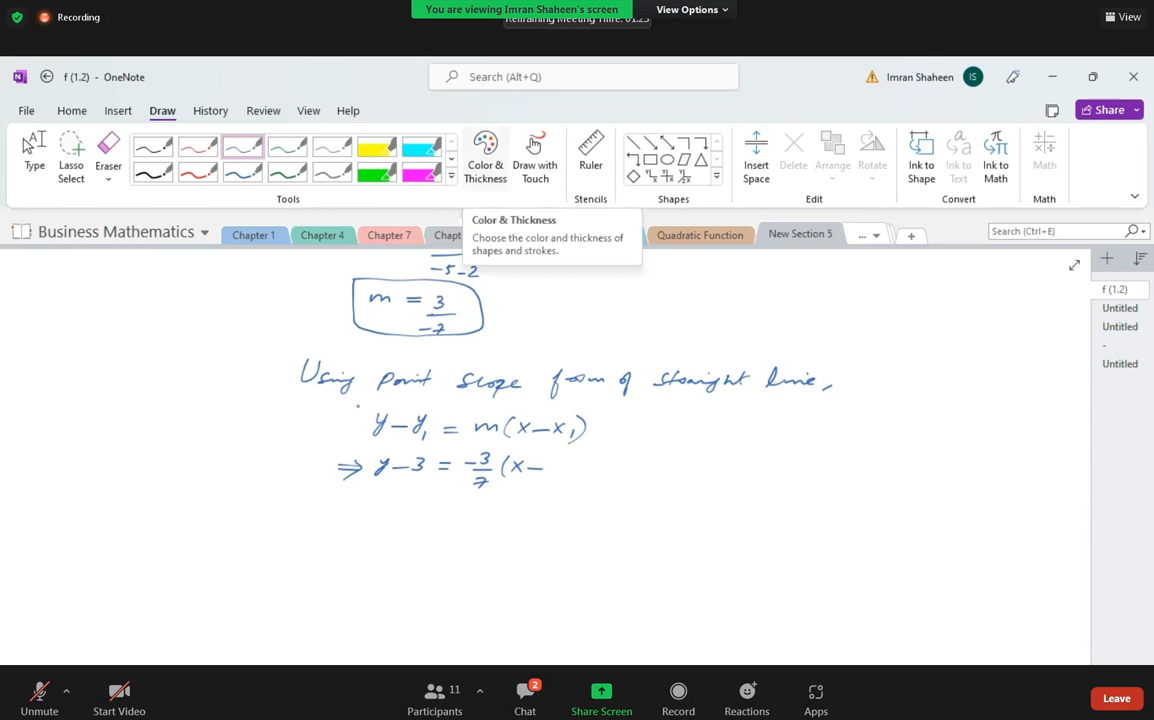 You are viewing Imran Shaheen's screen
View Options
Recording
View
f (1.2) - OneNote
Search (Alt+Q)
Imran Shaheen
IS
File
Home
Insert
Draw
History
Review
View
Help
Share
Type
Lasso Select
Eraser
Color & Thickness
Draw with Touch
Ruler
Insert Space
Delete
Arrange
Rotate
Ink to Shape
Ink to Text
Ink to Math
Math
Tools
Stencils
Shapes
Edit
Convert
Math
Color & Thickness
Choose the color and thickness of
shapes and strokes.
Business Mathematics
Chapter 1
Chapter 4
Chapter 7
Quadratic Function
New Section 5
...
Search (Ctrl+E)
f (1.2)
Untitled
Untitled
-
Untitled
-5-2
m = 3
-7
Using point slope form of straight line,
y-y₁ = m(x-x₁)
⇒ y-3 = -3/7 (x-
Unmute
Start Video
11
Participants
2
Chat
Share Screen
Record
Reactions
Apps
Leave